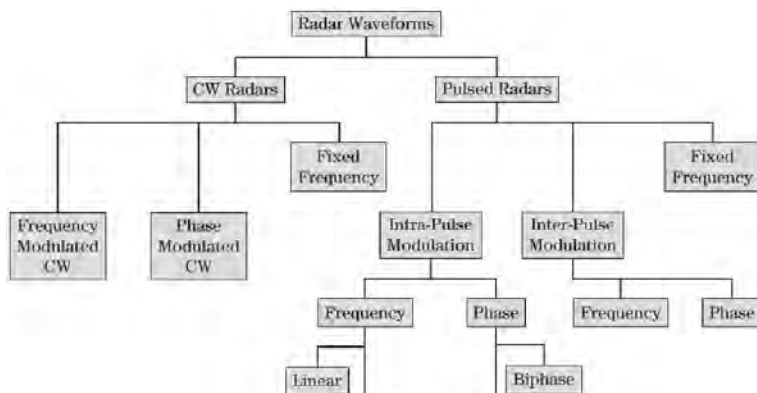 Radar Waveforms
CW Radars
Pulsed Radars
Fixed
Frequency
Fixed
Frequency
Frequency
Modulated
CW
Phase
Modulated
CW
Intra-Pulse
Modulation
Inter-Pulse
Modulation
Frequency
Phase
Frequency
Phase
Linear
Biphase